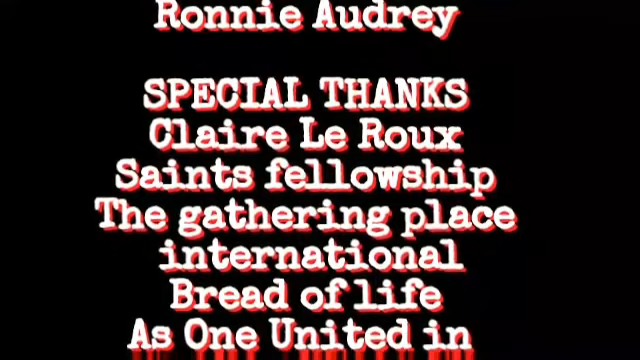 Ronnie Audrey
SPECIAL THANKS
Claire Le Roux
Saints fellowship
The gathering place
international
Bread of life
As One United in